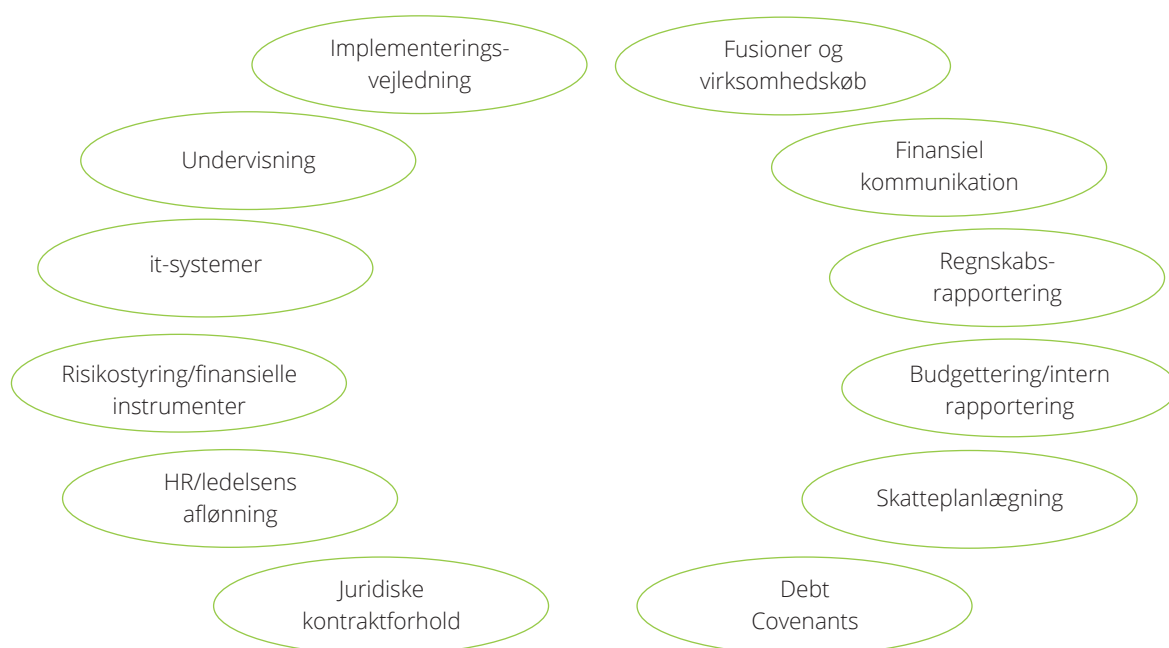 Implementerings-
vejledning
Fusioner og
virksomhedskøb
Undervisning
Finansiel
kommunikation
it-systemer
Regnskabs-
rapportering
Risikostyring/finansielle
instrumenter
Budgettering/intern
rapportering
HR/ledelsens
aflønning
Skatteplanlægning
Juridiske
kontraktforhold
Debt
Covenants